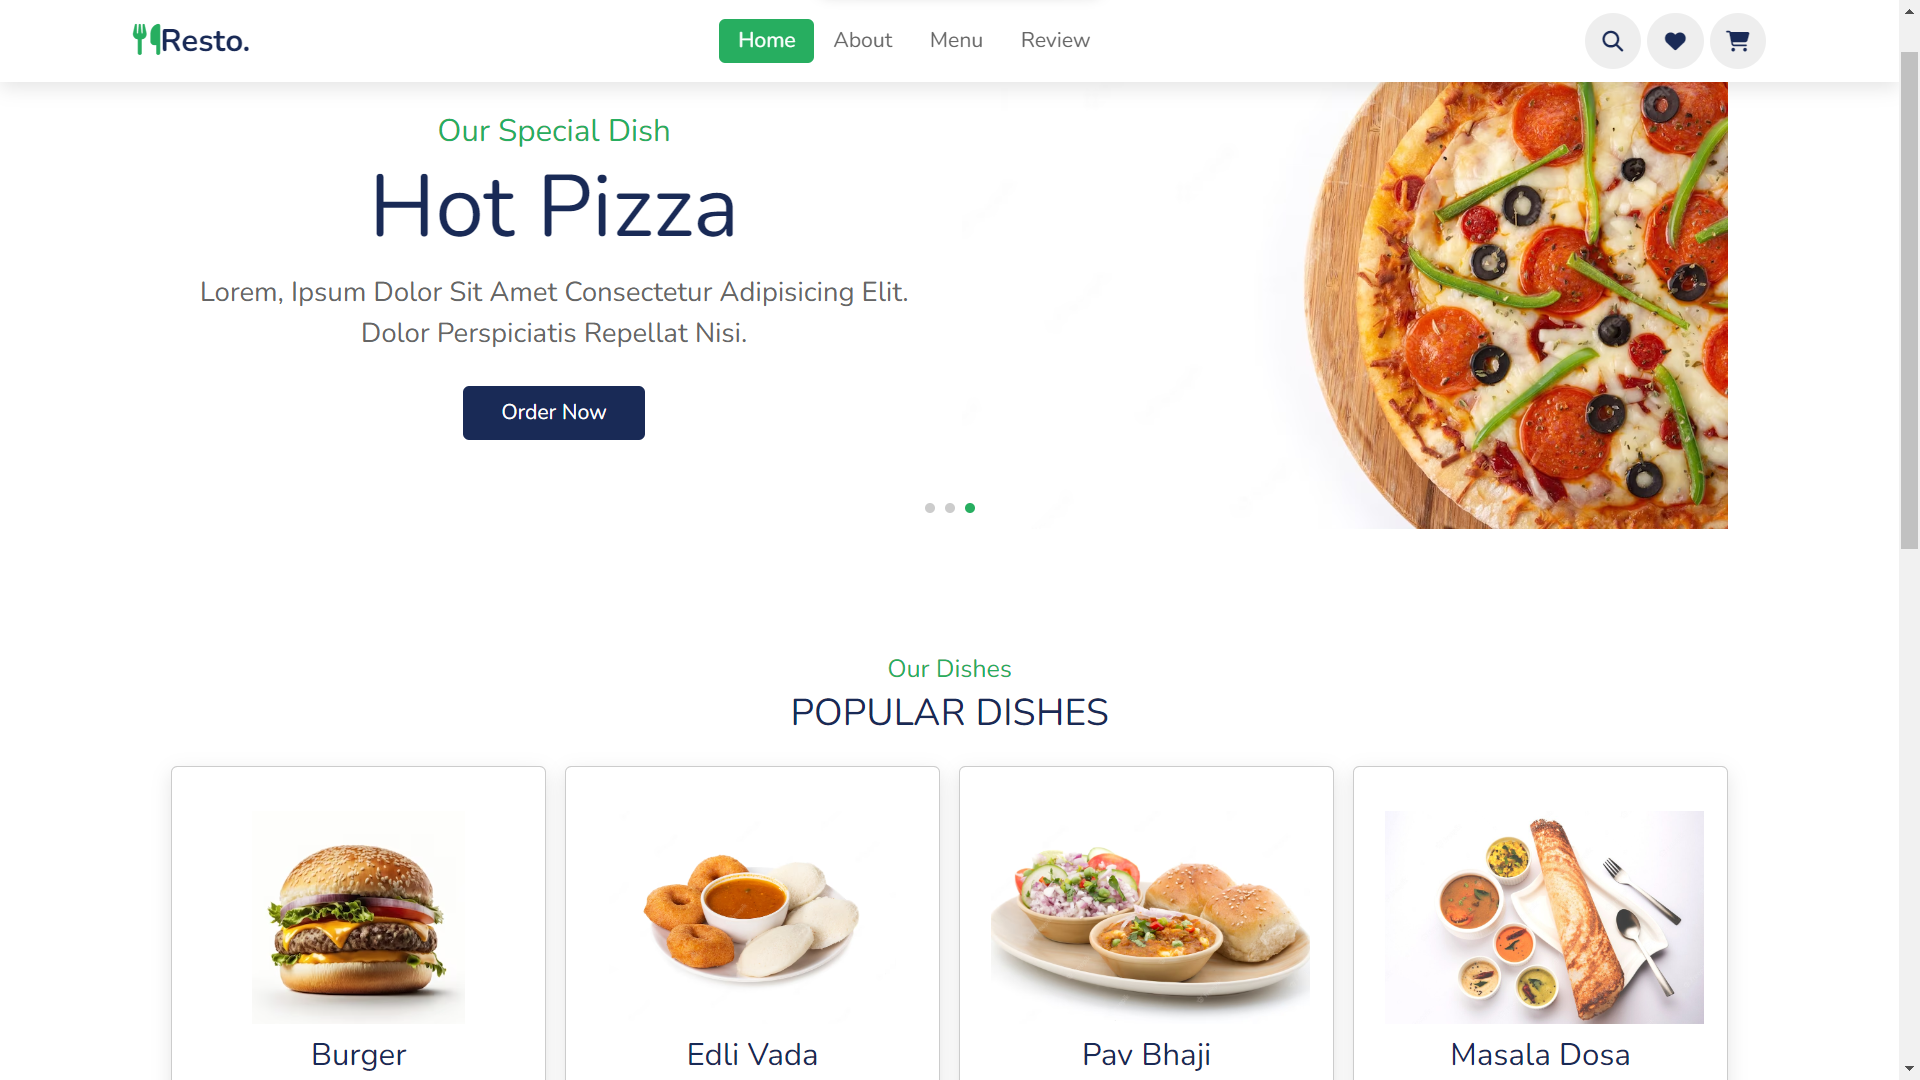 Resto.
Home About Menu Review
Our Special Dish
Hot Pizza
Lorem, Ipsum Dolor Sit Amet Consectetur Adipisicing Elit.
Dolor Perspiciatis Repellat Nisi.
Order Now
Our Dishes
POPULAR DISHES
Burger
Edli Vada
Pav Bhaji
Masala Dosa